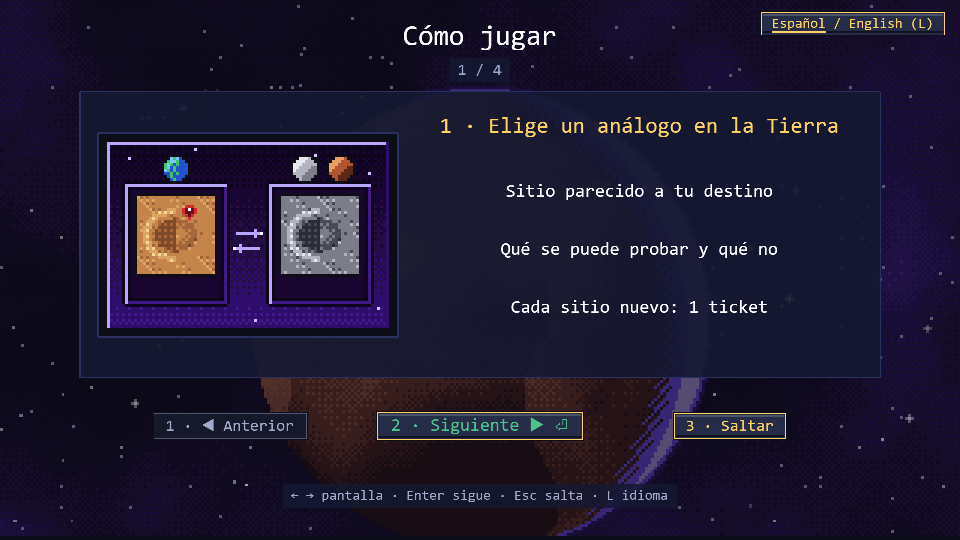 Cómo jugar
Español / English (L)
1 / 4
1 · Elige un análogo en la Tierra
Sitio parecido a tu destino
Qué se puede probar y qué no
Cada sitio nuevo: 1 ticket
1 · ◀ Anterior
2 · Siguiente ▶ ⏎
3 · Saltar
← → pantalla · Enter sigue · Esc salta · L idioma